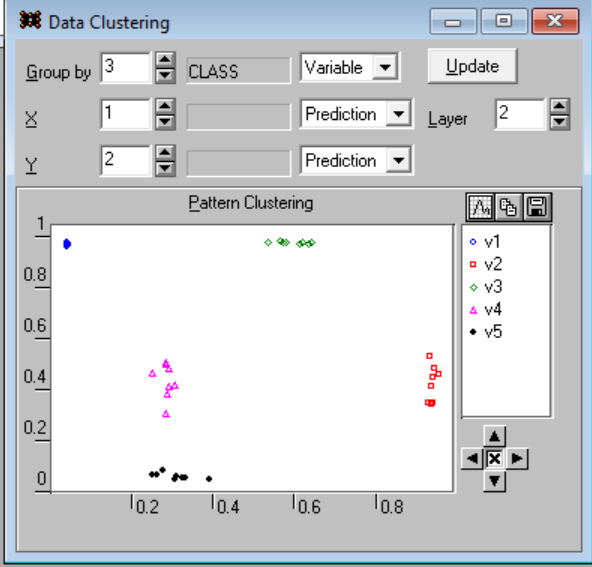 Data Clustering
Group by 3 CLASS Variable Update
X 1 Prediction Layer 2
Y 2 Prediction
Pattern Clustering
1
0.8
0.6
0.4
0.2
0
0.2 0.4 0.6 0.8
v1
v2
v3
v4
v5